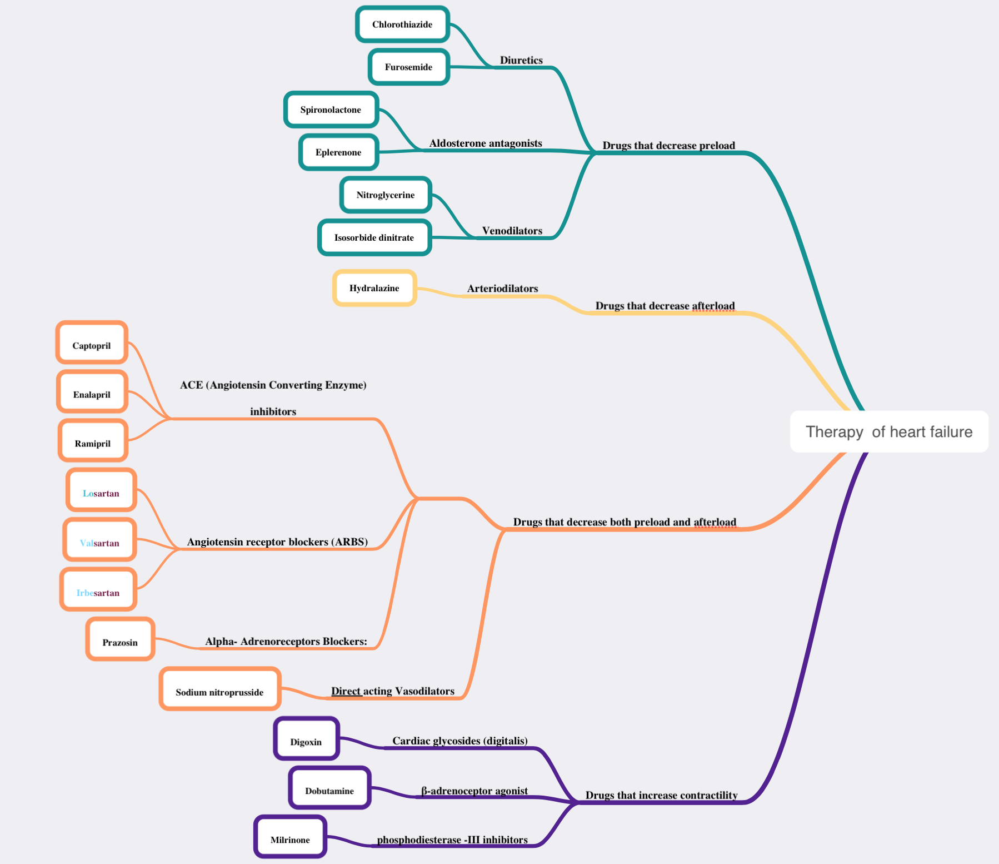 Chlorothiazide
Furosemide
Diuretics
Spironolactone
Eplerenone
Aldosterone antagonists
Nitroglycerine
Isosorbide dinitrate
Venodilators
Drugs that decrease preload
Hydralazine
Arteriodilators
Drugs that decrease afterload
Captopril
Enalapril
Ramipril
ACE (Angiotensin Converting Enzyme)
inhibitors
Losartan
Valsartan
Irbesartan
Angiotensin receptor blockers (ARBS)
Prazosin
Alpha- Adrenoreceptors Blockers:
Sodium nitroprusside
Direct acting Vasodilators
Drugs that decrease both preload and afterload
Digoxin
Cardiac glycosides (digitalis)
Dobutamine
β-adrenoceptor agonist
Milrinone
phosphodiesterase -III inhibitors
Drugs that increase contractility
Therapy  of heart failure